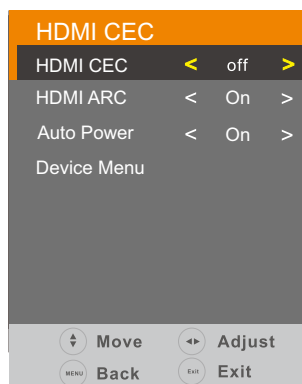 HDMI CEC
HDMI CEC < off >
HDMI ARC < On >
Auto Power < On >
Device Menu
Move Adjust
MENU Back Exit Exit